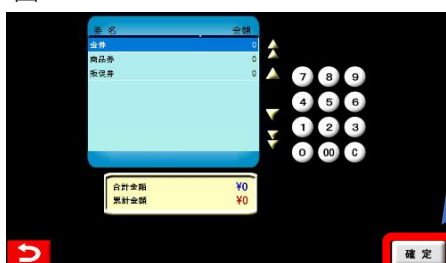 券 名 金額
金券 0
商品券 0
販促券 0
7 8 9
4 5 6
1 2 3
0 00 C
合計金額 ¥0
累計金額 ¥0
確 定